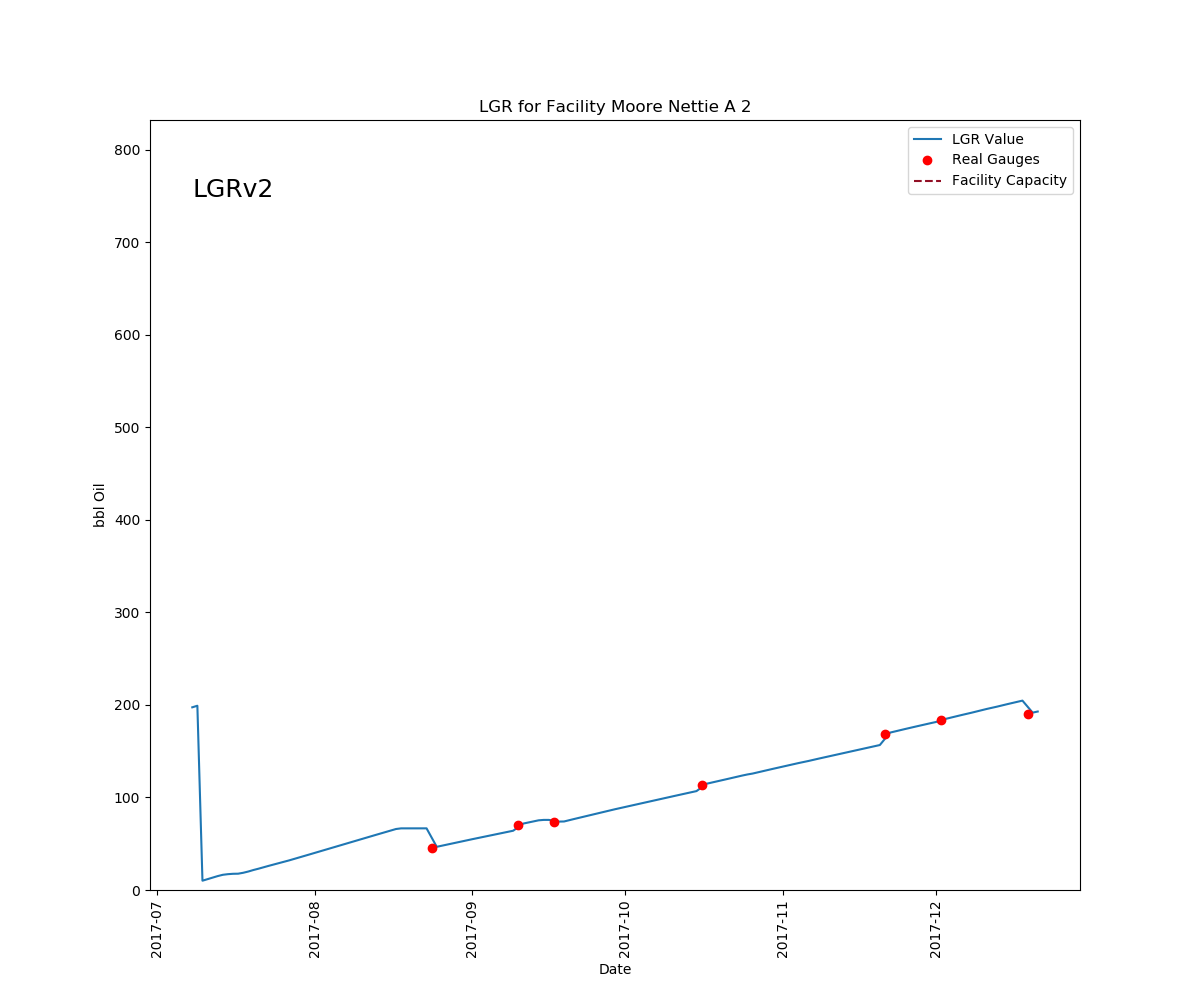 LGR for Facility Moore Nettie A 2
LGRv2
LGR Value
Real Gauges
Facility Capacity
800
700
600
500
400
300
200
100
0
bbl Oil
2017-07
2017-08
2017-09
2017-10
2017-11
2017-12
Date